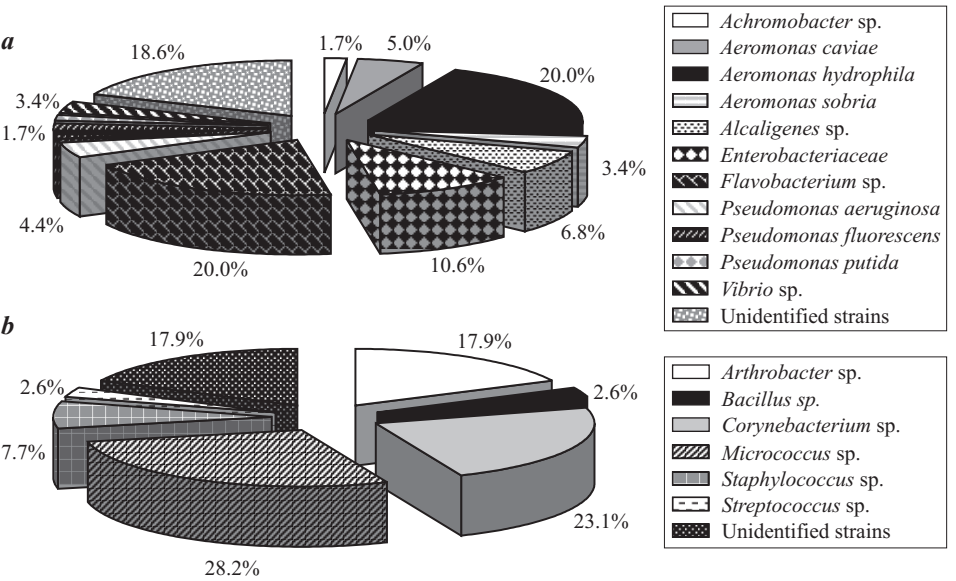 a
1.7%
5.0%
18.6%
20.0%
3.4%
1.7%
3.4%
4.4%
6.8%
20.0%
10.6%
Achromobacter sp.
Aeromonas caviae
Aeromonas hydrophila
Aeromonas sobria
Alcaligenes sp.
Enterobacteriaceae
Flavobacterium sp.
Pseudomonas aeruginosa
Pseudomonas fluorescens
Pseudomonas putida
Vibrio sp.
Unidentified strains
b
17.9%
17.9%
2.6%
2.6%
7.7%
23.1%
28.2%
Arthrobacter sp.
Bacillus sp.
Corynebacterium sp.
Micrococcus sp.
Staphylococcus sp.
Streptococcus sp.
Unidentified strains